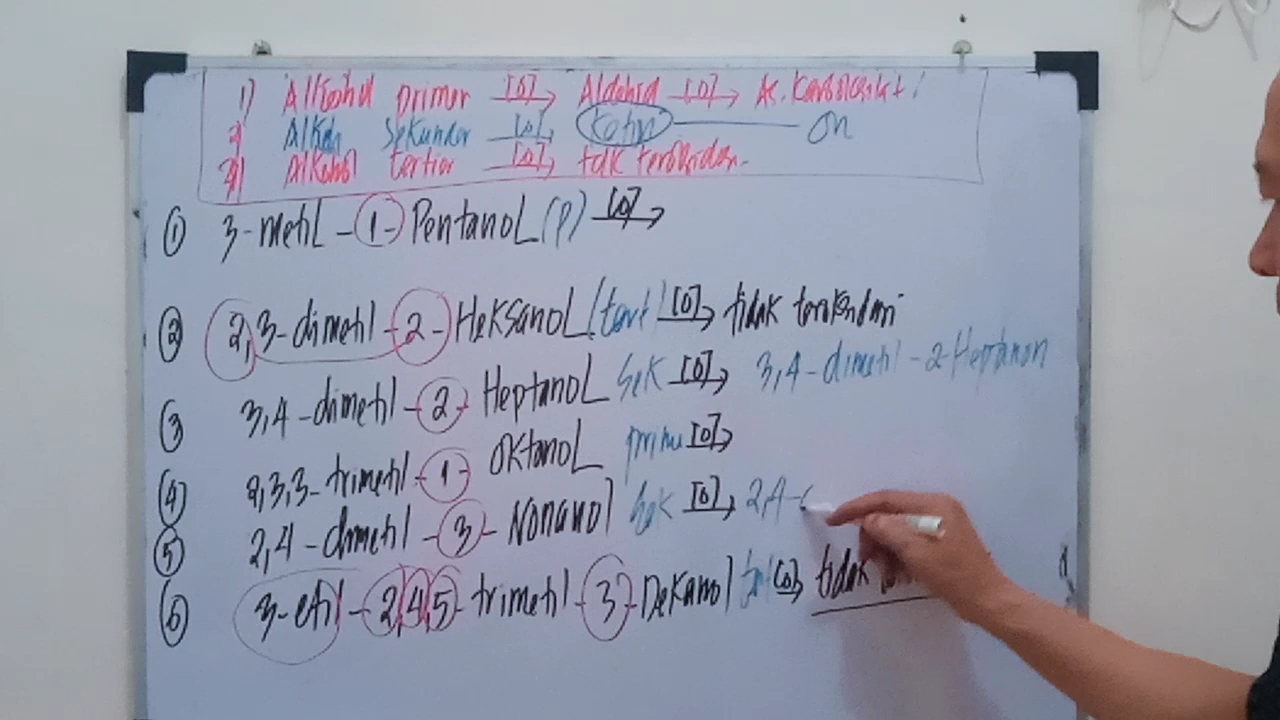 1) Alkohol primer [O]→ Aldehid [O]→ As. Karboksilat
2) Alkoh Sekunder [O]→ Keton — On
3) Alkohol tertier [O]→ tdk teroksidasi.
① 3-metil-1-Pentanol (p) [O]→
② 2,3-dimetil-2-Heksanol (tert) [O]→ tidak teroksidasi
③ 3,4-dimetil-2-Heptanol Sek [O]→ 3,4-dimetil-2-Heptanon
④ 2,3,3-trimetil-1-Oktanol prime [O]→
⑤ 2,4-dimetil-3-Nonanol Sek [O]→ 2,4-
⑥ 3-etil-2,4,5-trimetil-3-Dekanol [O]→ tidak